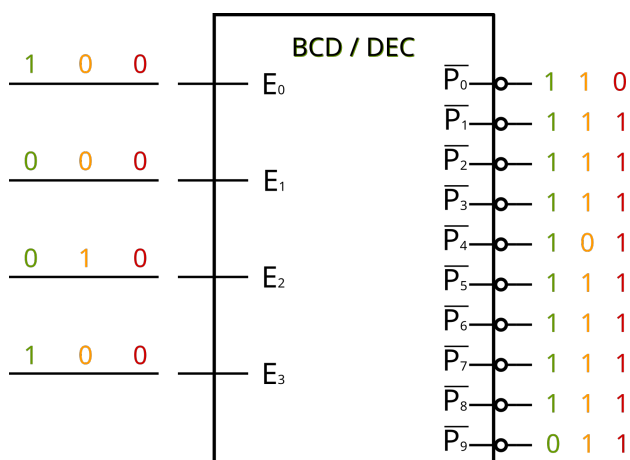 BCD / DEC
1 0 0 E₀ P̅₀ 1 1 0
P̅₁ 1 1 1
0 0 0 E₁ P̅₂ 1 1 1
P̅₃ 1 1 1
P̅₄ 1 0 1
0 1 0 E₂ P̅₅ 1 1 1
P̅₆ 1 1 1
1 0 0 E₃ P̅₇ 1 1 1
P̅₈ 1 1 1
P̅₉ 0 1 1